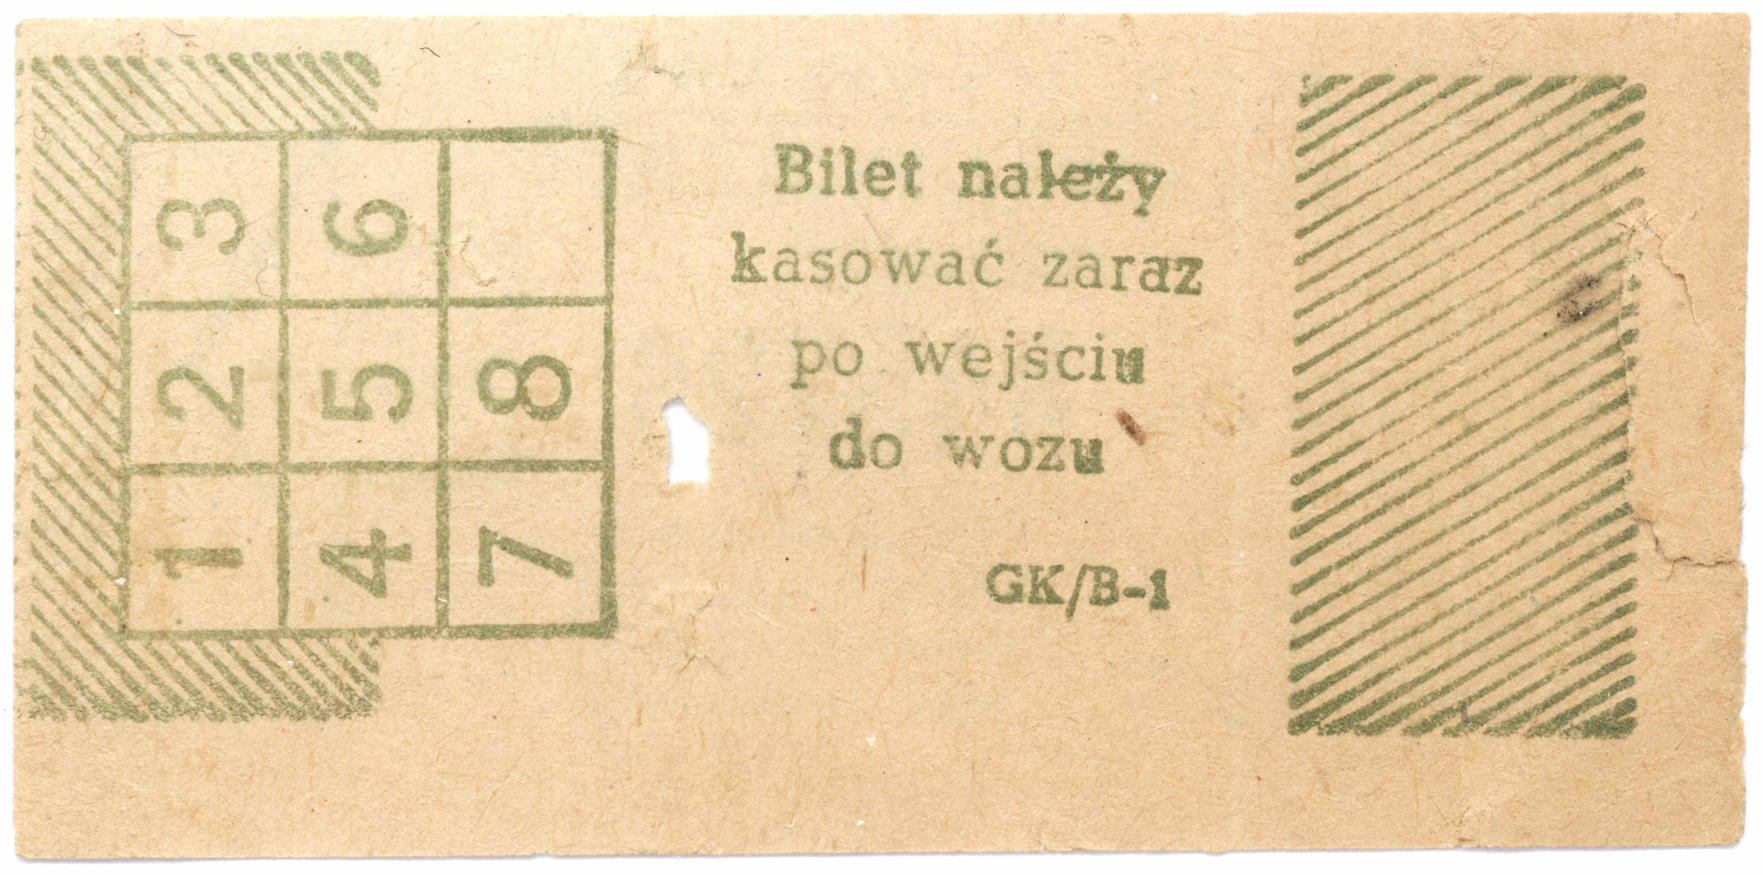 3 6
2 5 8
1 4 7
Bilet należy
kasować zaraz
po wejściu
do wozu
GK/B-1